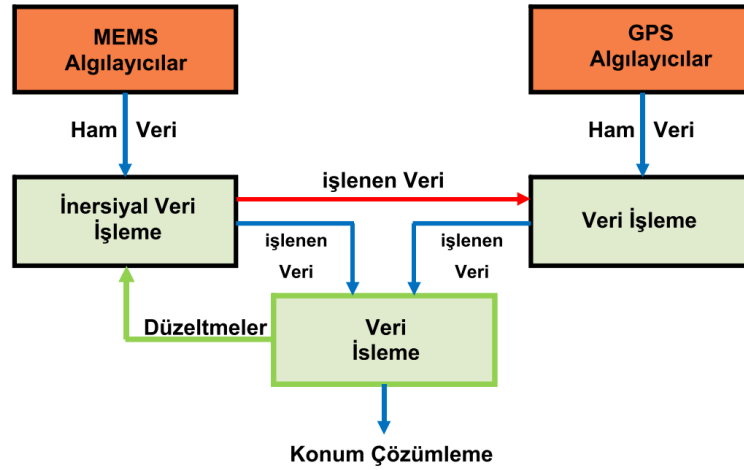 MEMS
Algılayıcılar
GPS
Algılayıcılar
Ham Veri
Ham Veri
işlenen Veri
İnersiyal Veri
İşleme
Veri İşleme
işlenen
Veri
işlenen
Veri
Düzeltmeler
Veri
İsleme
Konum Çözümleme